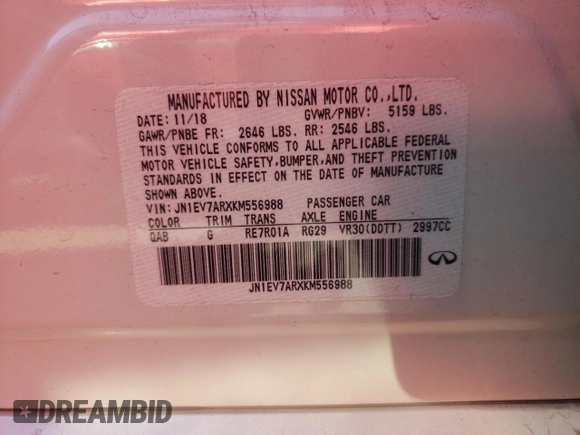 MANUFACTURED BY NISSAN MOTOR CO.,LTD.
DATE: 11/18 GVWR/PNBV: 5159 LBS.
GAWR/PNBE FR: 2646 LBS. RR: 2546 LBS.
THIS VEHICLE CONFORMS TO ALL APPLICABLE FEDERAL
MOTOR VEHICLE SAFETY,BUMPER,AND THEFT PREVENTION
STANDARDS IN EFFECT ON THE DATE OF MANUFACTURE
SHOWN ABOVE.
VIN: JN1EV7ARXKM556988 PASSENGER CAR
COLOR TRIM TRANS AXLE ENGINE
QAB G RE7R01A RG29 VR30(DDTT) 2997CC
JN1EV7ARXKM556988
INFINITI
DREAMBID